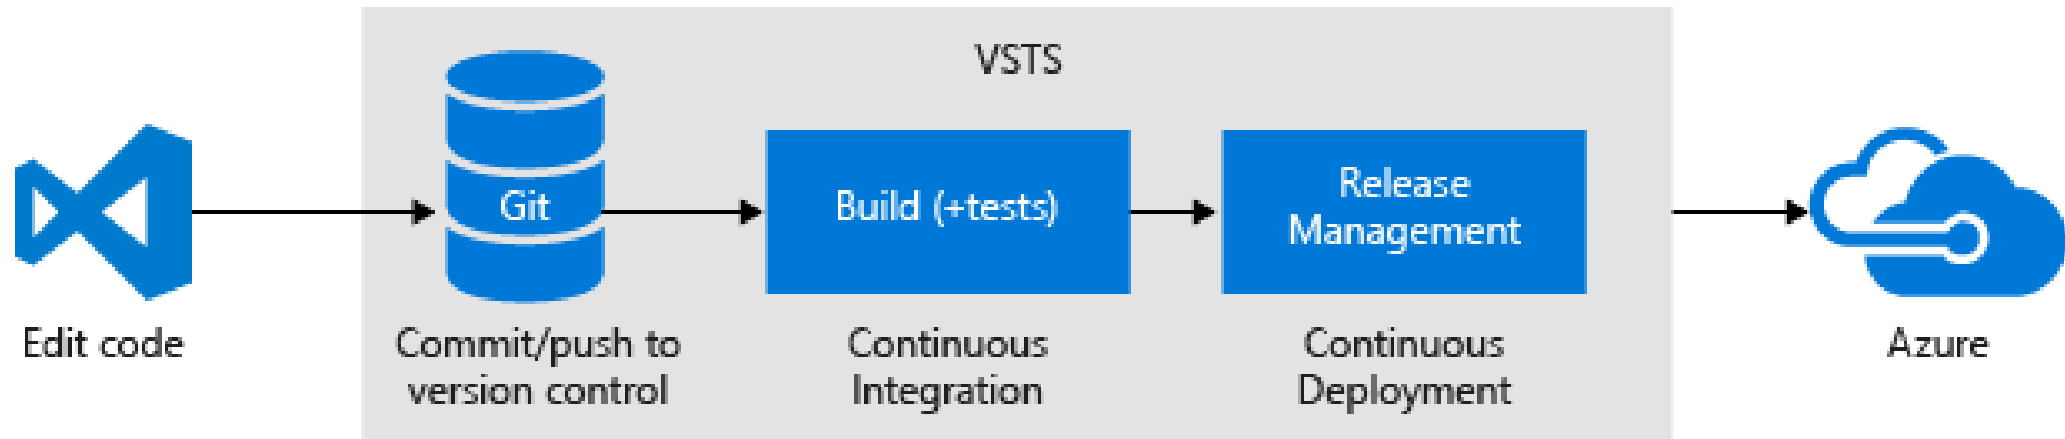 VSTS
Git
Build (+tests)
Release
Management
Edit code
Commit/push to
version control
Continuous
Integration
Continuous
Deployment
Azure